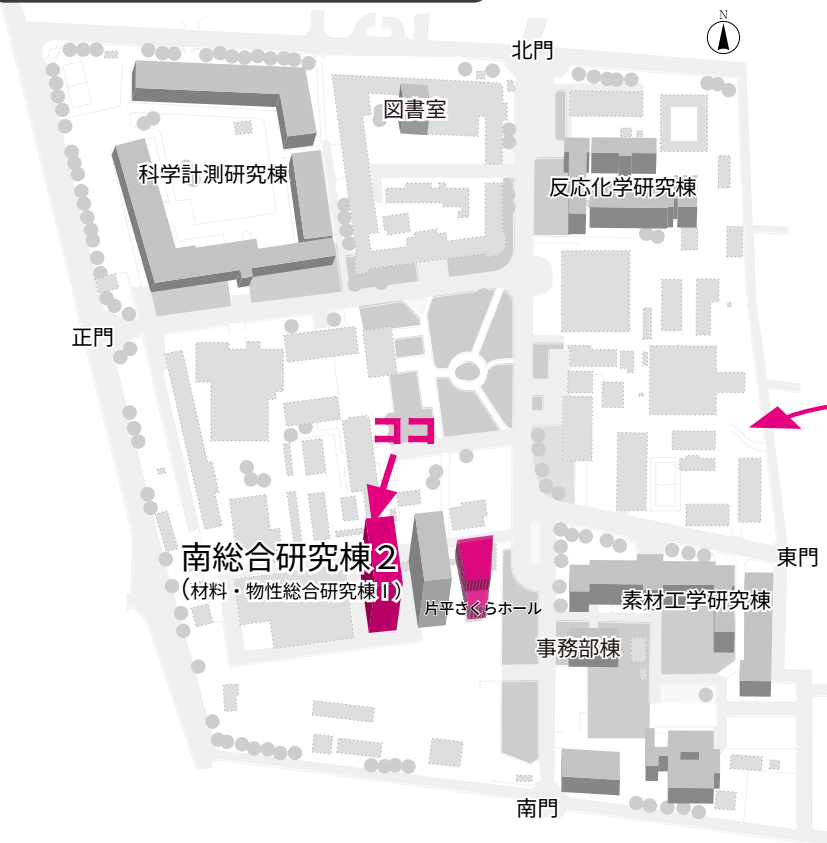 N
北門
図書室
科学計測研究棟
反応化学研究棟
正門
ココ
南総合研究棟２
（材料・物性総合研究棟Ⅰ）
片平さくらホール
東門
素材工学研究棟
事務部棟
南門